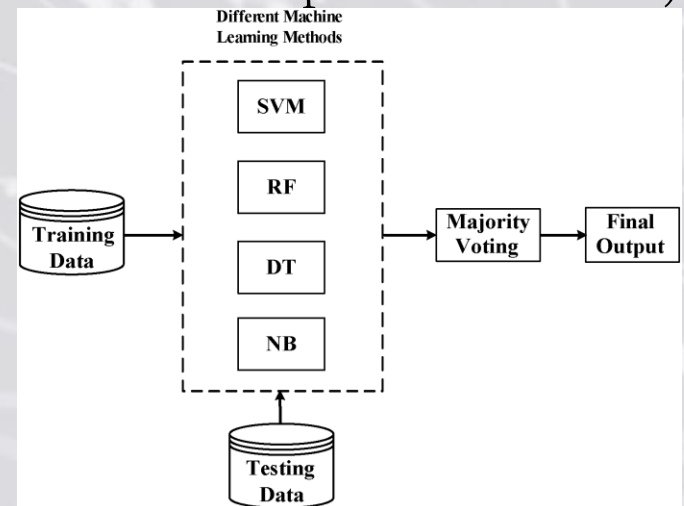 Different Machine
Learning Methods
SVM
RF
Training
Data
DT
NB
Majority
Voting
Final
Output
Testing
Data